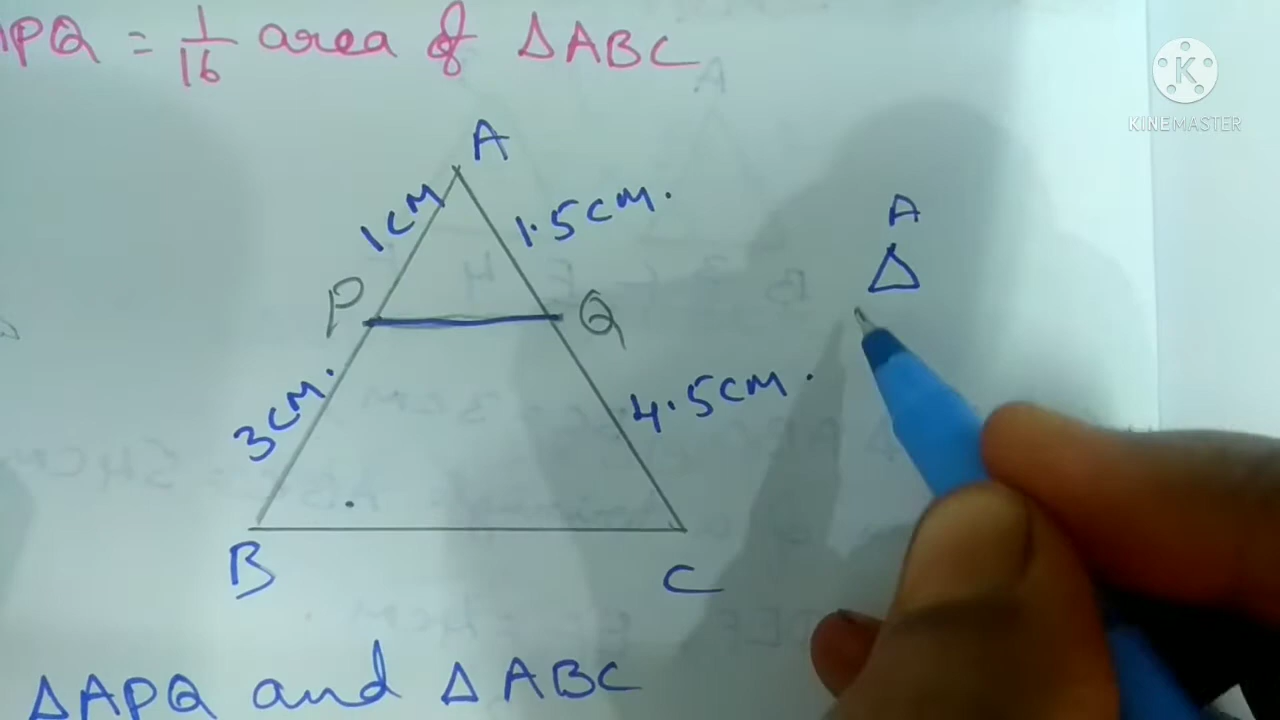 PQ = 1/16 area of ΔABC
KINEMASTER
A
1cm
1.5cm.
A
Δ
P
Q
3cm.
4.5cm.
B
C
ΔAPQ and ΔABC